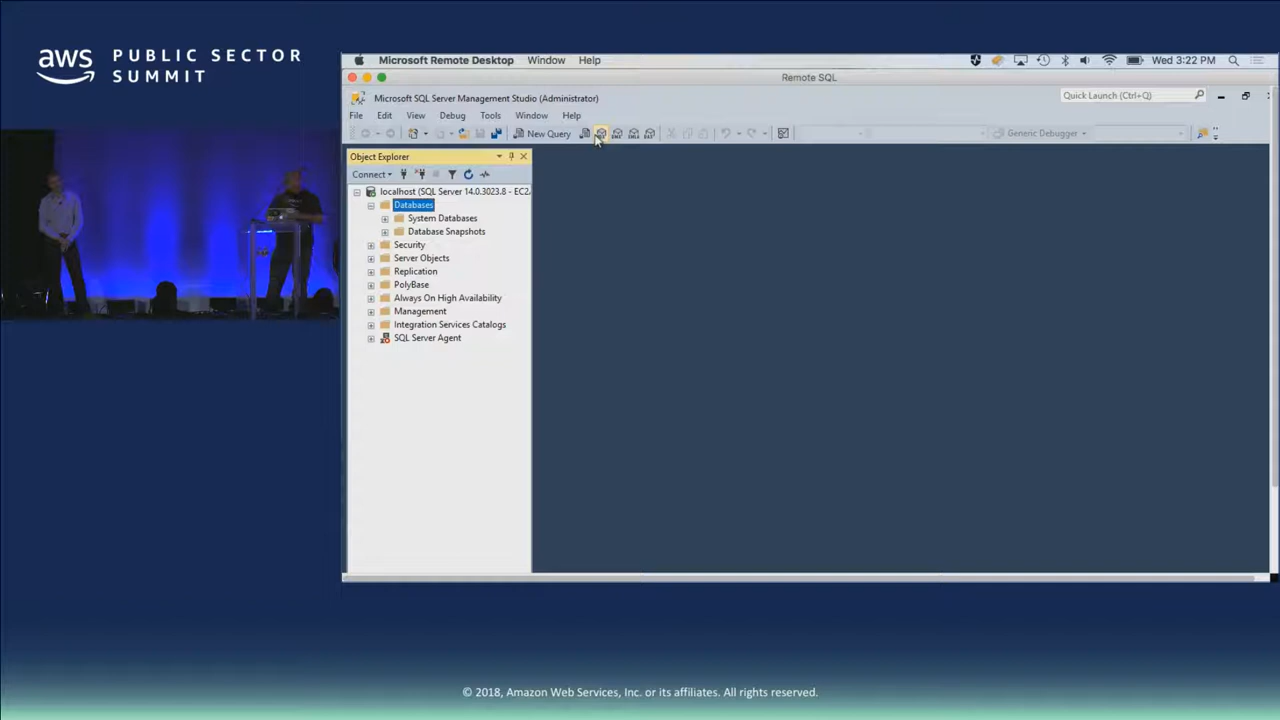 aws
PUBLIC SECTOR
SUMMIT
Microsoft Remote Desktop Window Help
Wed 3:22 PM
Remote SQL
Microsoft SQL Server Management Studio (Administrator)
Quick Launch (Ctrl+Q)
File Edit View Debug Tools Window Help
New Query
Generic Debugger
Object Explorer
Connect
localhost (SQL Server 14.0.3023.8 - EC2
Databases
System Databases
Database Snapshots
Security
Server Objects
Replication
PolyBase
Always On High Availability
Management
Integration Services Catalogs
SQL Server Agent
© 2018, Amazon Web Services, Inc. or its affiliates. All rights reserved.